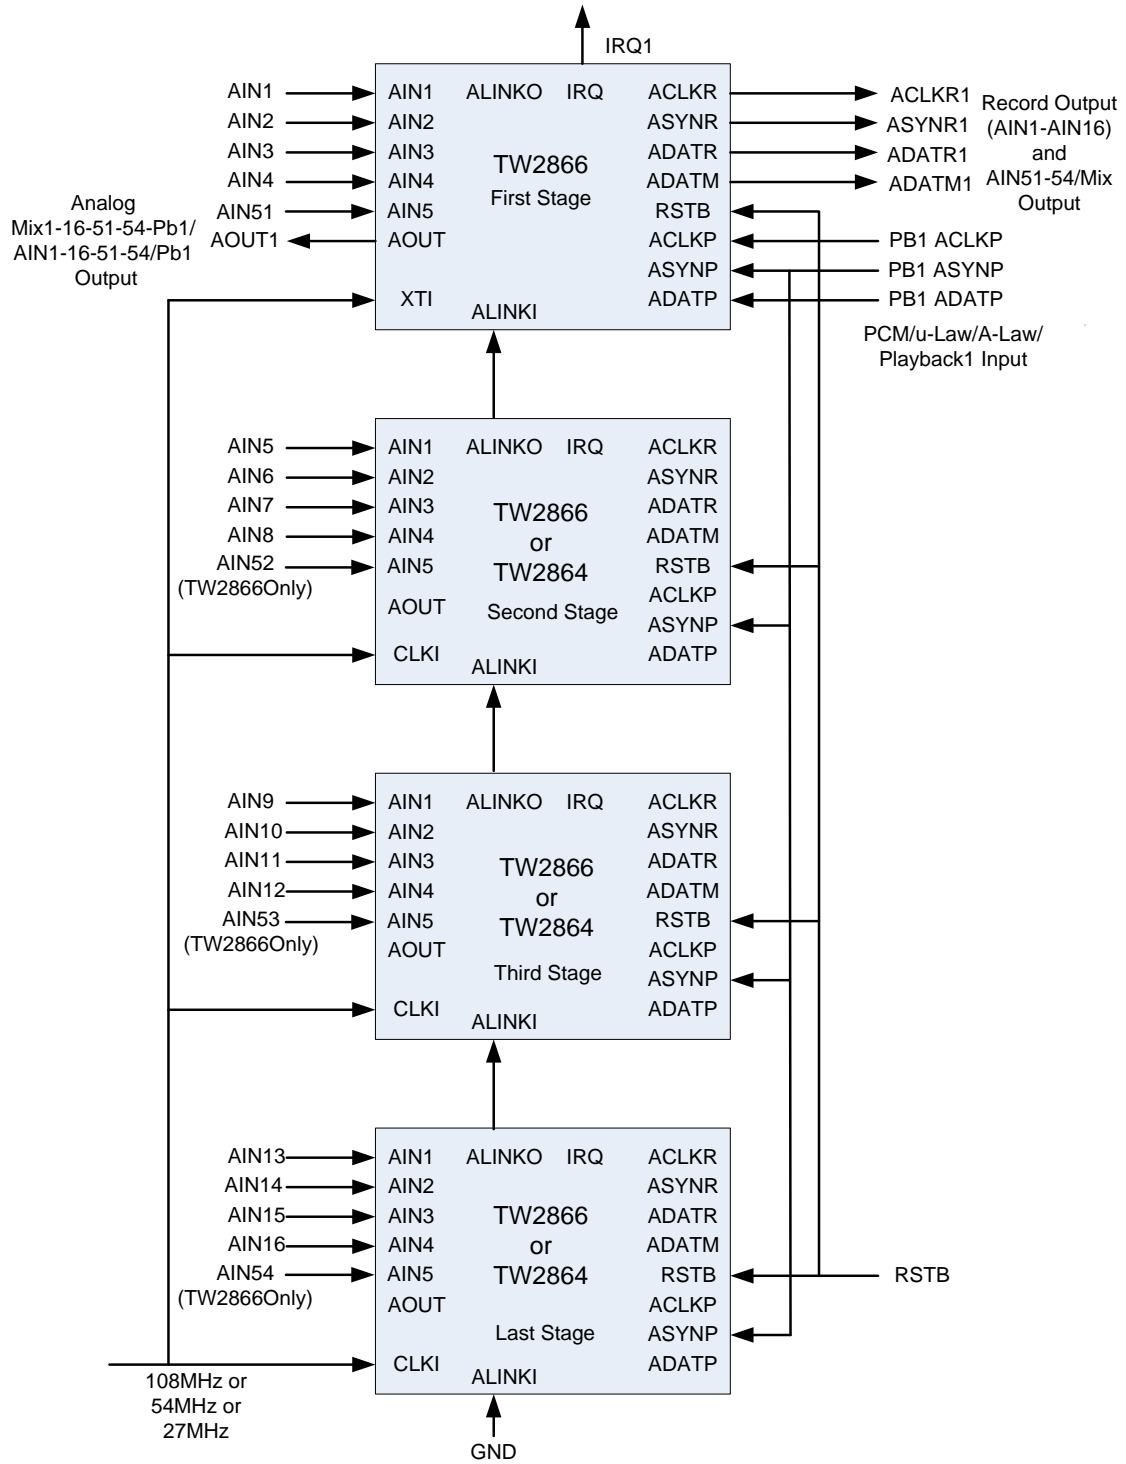 IRQ1
AIN1 AIN1 ALINKO IRQ ACLKR ACLKR1
AIN2 AIN2 ASYNR ASYNR1
AIN3 AIN3 ADATR ADATR1
AIN4 AIN4 ADATM ADATM1
AIN51 AIN5 RSTB
AOUT1 AOUT ACLKP PB1 ACLKP
ASYNP PB1 ASYNP
XTI ADATP PB1 ADATP
ALINKI
TW2866
First Stage
Record Output
(AIN1-AIN16)
and
AIN51-54/Mix
Output
Analog
Mix1-16-51-54-Pb1/
AIN1-16-51-54/Pb1
Output
PCM/u-Law/A-Law/
Playback1 Input
AIN5 AIN1 ALINKO IRQ ACLKR
AIN6 AIN2 ASYNR
AIN7 AIN3 ADATR
AIN8 AIN4 ADATM
AIN52 AIN5 RSTB
(TW2866Only)
ACLKP
AOUT
ASYNP
CLKI ADATP
ALINKI
TW2866
or
TW2864
Second Stage
AIN9 AIN1 ALINKO IRQ ACLKR
AIN10 AIN2 ASYNR
AIN11 AIN3 ADATR
AIN12 AIN4 ADATM
AIN53 AIN5 RSTB
(TW2866Only)
AOUT ACLKP
ASYNP
CLKI ADATP
ALINKI
TW2866
or
TW2864
Third Stage
AIN13 AIN1 ALINKO IRQ ACLKR
AIN14 AIN2 ASYNR
AIN15 AIN3 ADATR
AIN16 AIN4 ADATM
AIN54 AIN5 RSTB RSTB
(TW2866Only)
AOUT ACLKP
ASYNP
CLKI ADATP
ALINKI
TW2866
or
TW2864
Last Stage
108MHz or
54MHz or
27MHz
GND